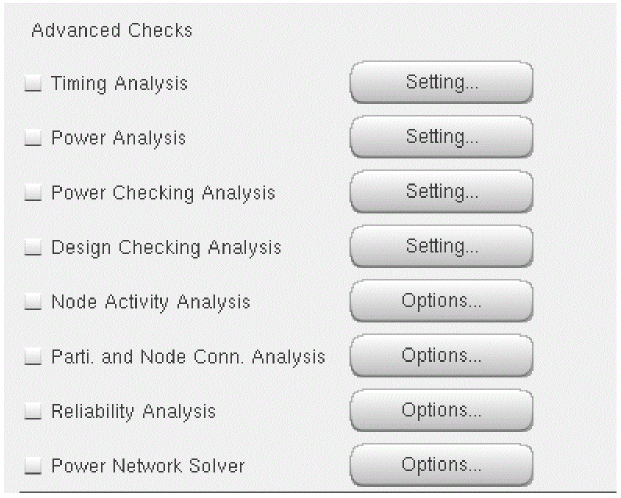 Advanced Checks
Timing Analysis Setting...
Power Analysis Setting...
Power Checking Analysis Setting...
Design Checking Analysis Setting...
Node Activity Analysis Options...
Parti. and Node Conn. Analysis Options...
Reliability Analysis Options...
Power Network Solver Options...